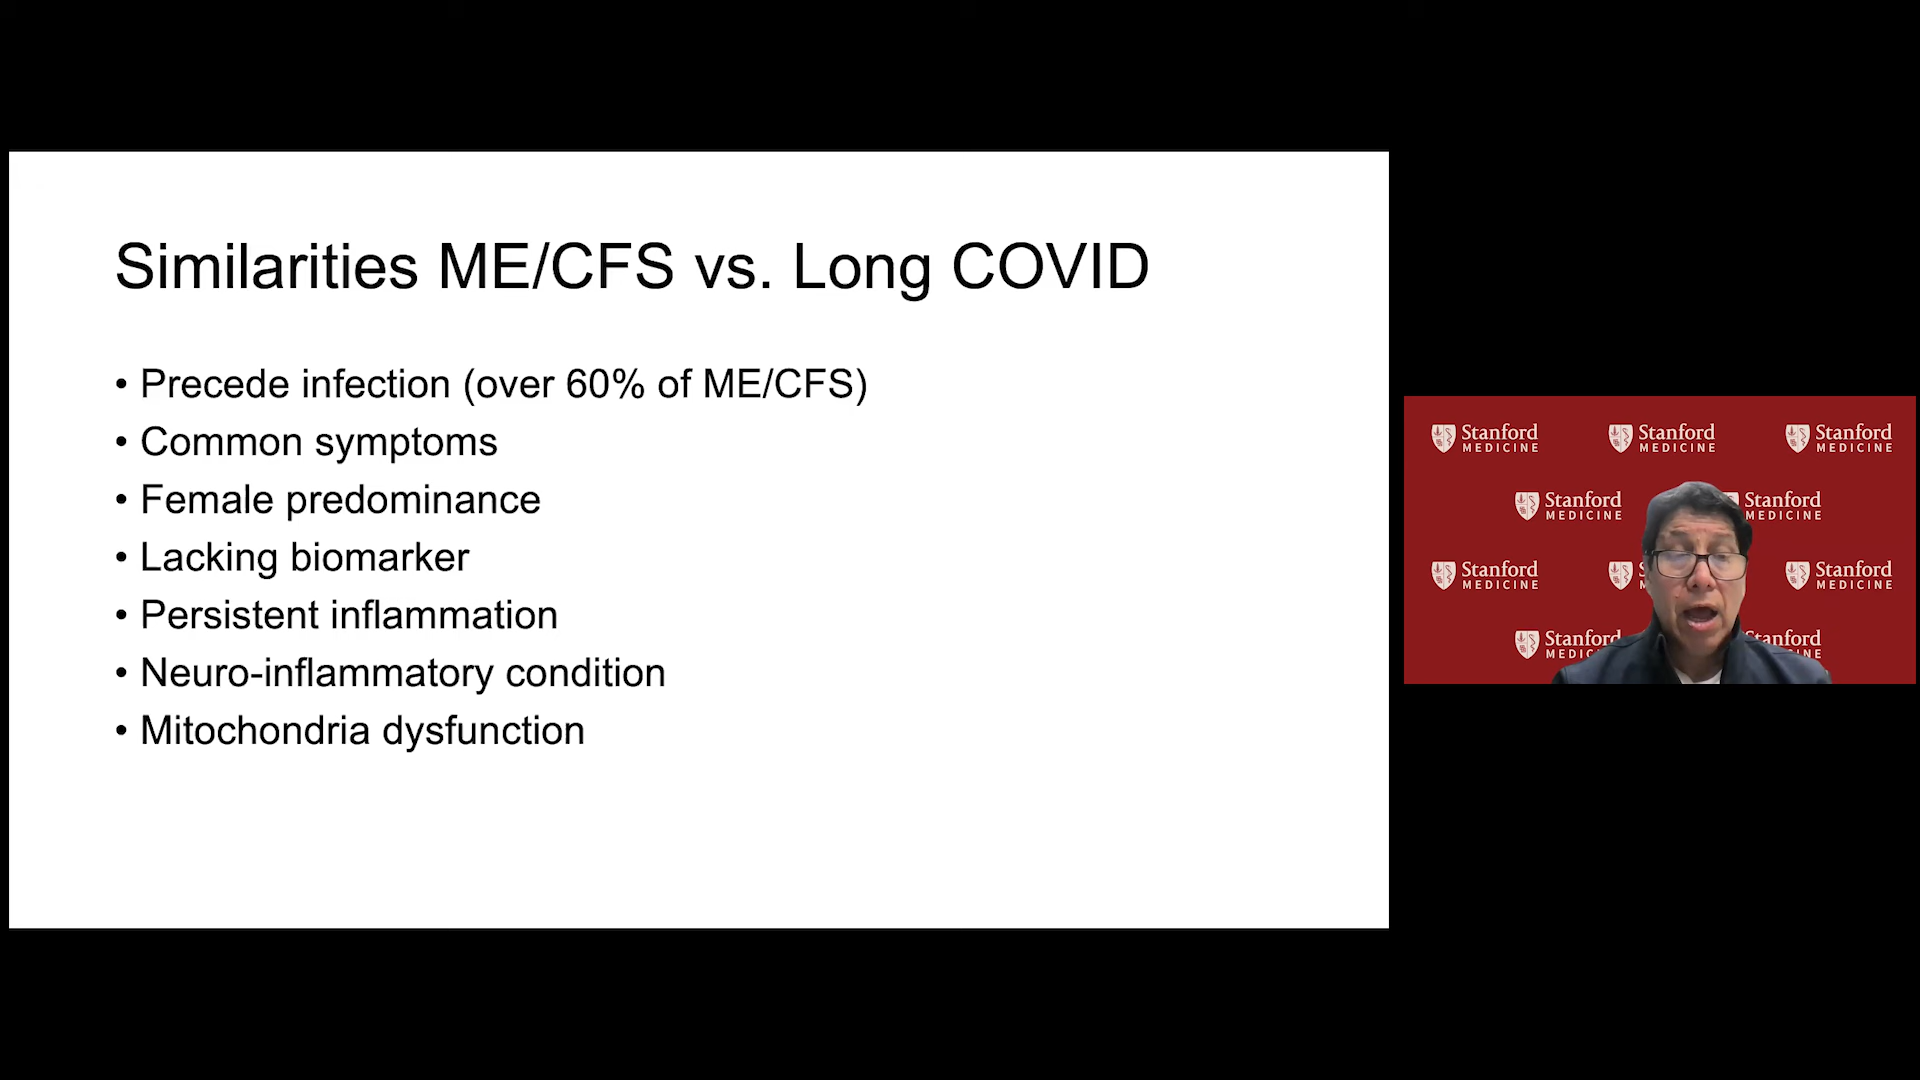 Similarities ME/CFS vs. Long COVID
• Precede infection (over 60% of ME/CFS)
• Common symptoms
• Female predominance
• Lacking biomarker
• Persistent inflammation
• Neuro-inflammatory condition
• Mitochondria dysfunction
Stanford MEDICINE
Stanford MEDICINE
Stanford MEDICINE
Stanford MEDICINE
Stanford MEDICINE
Stanford MEDICINE
Stanford MEDICINE